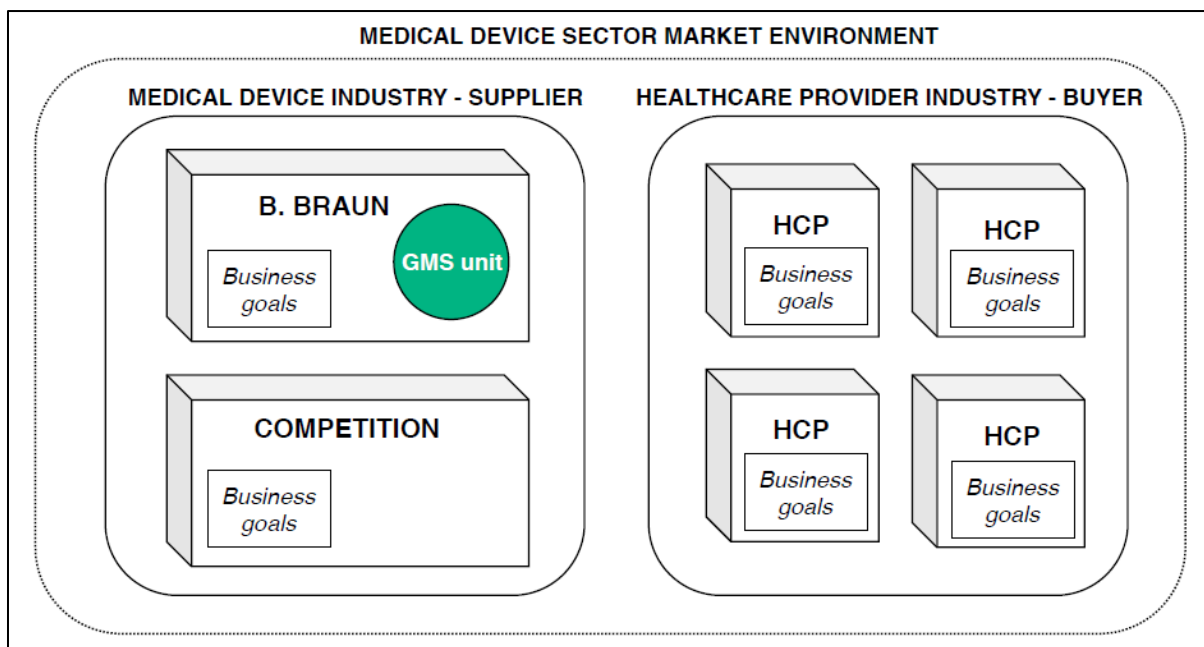 MEDICAL DEVICE SECTOR MARKET ENVIRONMENT
MEDICAL DEVICE INDUSTRY - SUPPLIER
B. BRAUN
GMS unit
Business
goals
COMPETITION
Business
goals
HEALTHCARE PROVIDER INDUSTRY - BUYER
HCP
Business
goals
HCP
Business
goals
HCP
Business
goals
HCP
Business
goals